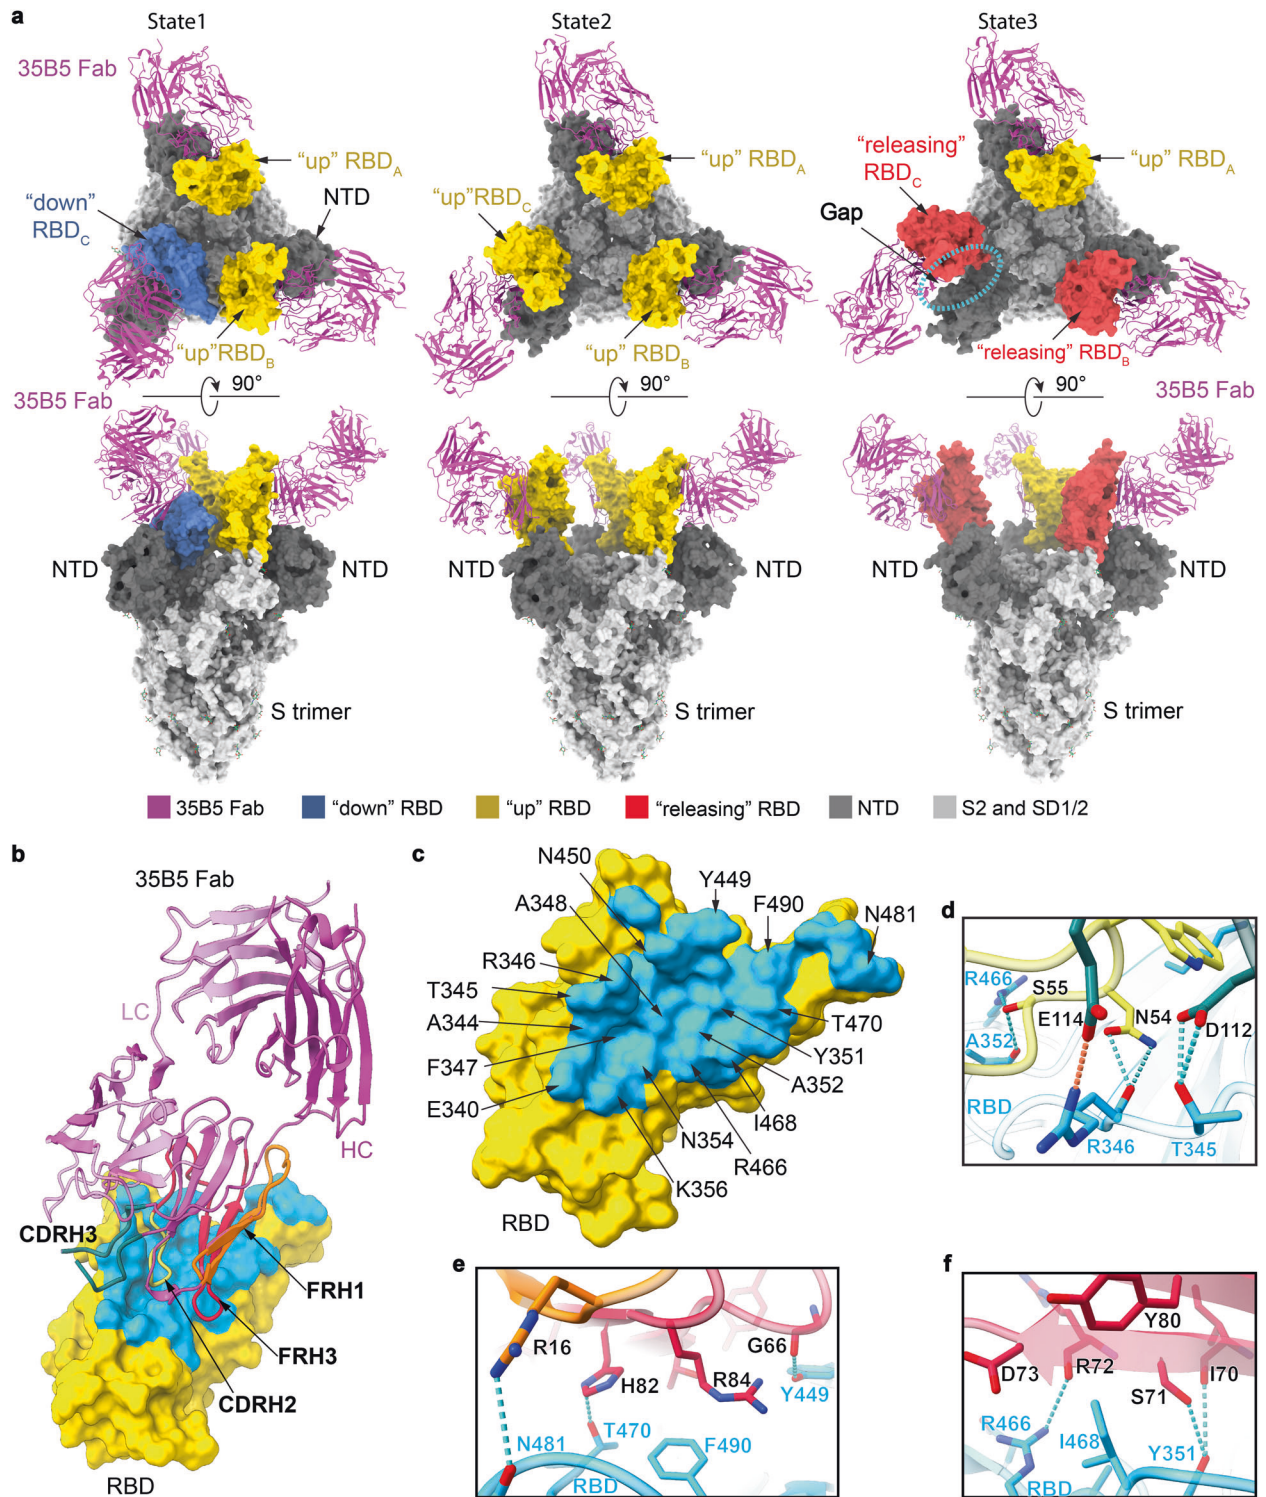 a
State1
State2
State3
35B5 Fab
"up" RBDA
"down"
RBDC
NTD
"up"RBDB
"up" RBDA
"up"RBDC
"up" RBDB
"releasing"
RBDC
"up" RBDA
Gap
"releasing" RBDB
90°
90°
90°
35B5 Fab
35B5 Fab
NTD
NTD
NTD
NTD
NTD
NTD
S trimer
S trimer
35B5 Fab
"down" RBD
"up" RBD
"releasing" RBD
NTD
S2 and SD1/2
b
35B5 Fab
LC
HC
CDRH3
FRH1
FRH3
CDRH2
RBD
c
N450
Y449
A348
F490
N481
R346
T345
A344
F347
E340
T470
Y351
A352
I468
N354
R466
K356
RBD
d
R466
S55
E114
N54
D112
A352
RBD
R346
T345
e
R16
H82
R84
G66
Y449
T470
N481
F490
RBD
f
Y80
D73
R72
I70
S71
R466
I468
Y351
RBD